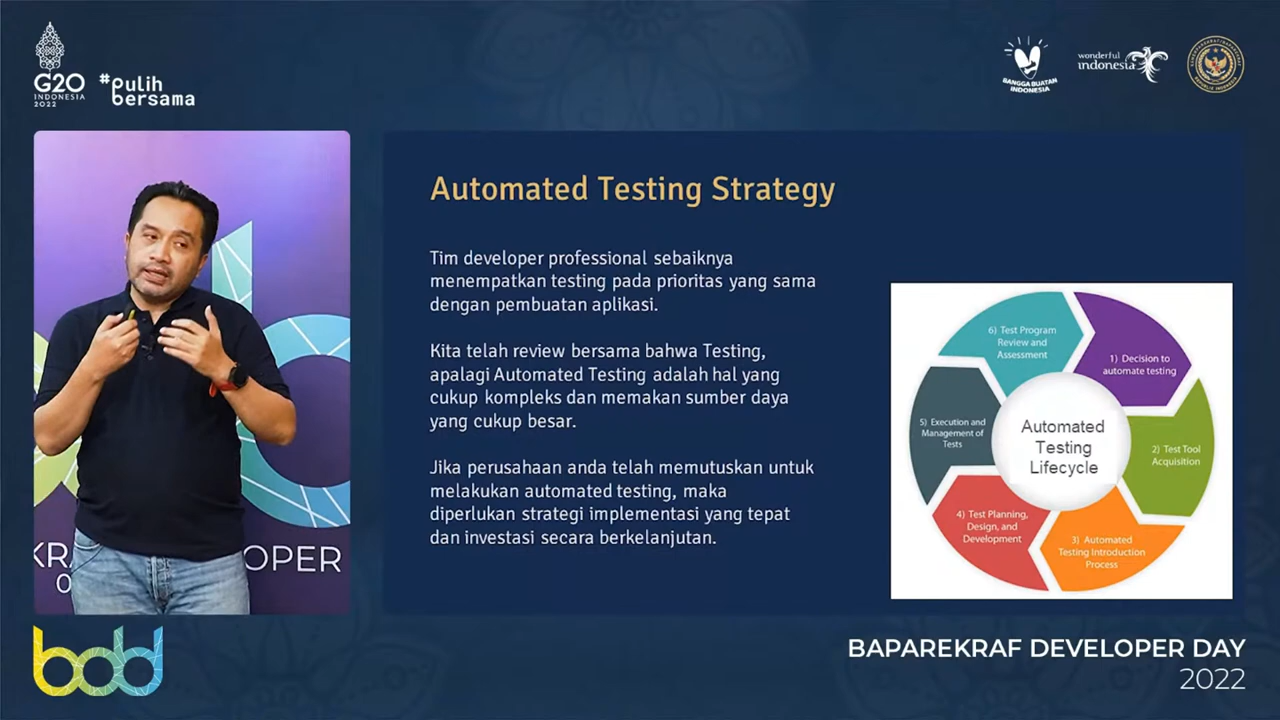 G20
INDONESIA
2022
#pulih
bersama
BANGGA BUATAN
INDONESIA
wonderful
indonesia
Automated Testing Strategy
Tim developer professional sebaiknya
menempatkan testing pada prioritas yang sama
dengan pembuatan aplikasi.
Kita telah review bersama bahwa Testing,
apalagi Automated Testing adalah hal yang
cukup kompleks dan memakan sumber daya
yang cukup besar.
Jika perusahaan anda telah memutuskan untuk
melakukan automated testing, maka
diperlukan strategi implementasi yang tepat
dan investasi secara berkelanjutan.
6) Test Program
Review and
Assessment
1) Decision to
automate testing
5) Execution and
Management of
Tests
Automated
Testing
Lifecycle
2) Test Tool
Acquisition
4) Test Planning,
Design, and
Development
3) Automated
Testing Introduction
Process
KRA
OPER
0
bdd
BAPAREKRAF DEVELOPER DAY
2022